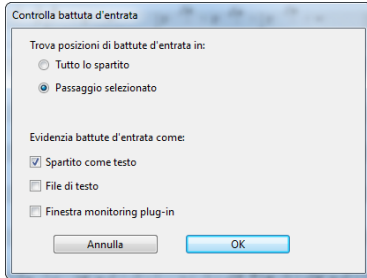 Controlla battuta d'entrata
Trova posizioni di battute d'entrata in:
Tutto lo spartito
Passaggio selezionato
Evidenzia battute d'entrata come:
Spartito come testo
File di testo
Finestra monitoring plug-in
Annulla OK